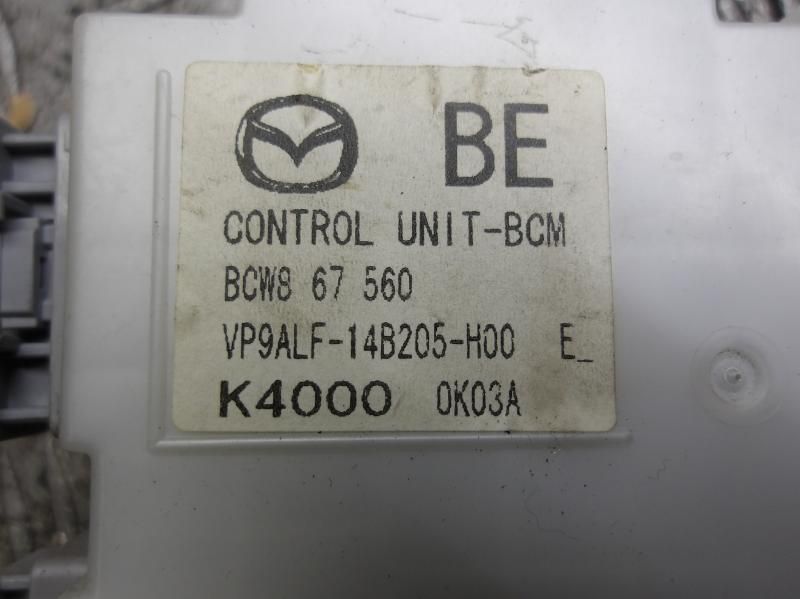 BE
CONTROL UNIT-BCM
BCW8 67 560
VP9ALF-14B205-H00 E_
K4000 0K03A